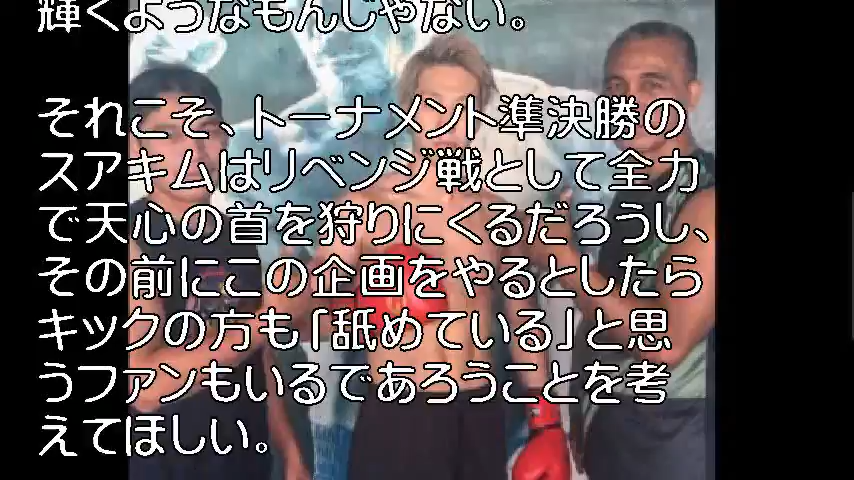 輝くようなもんじゃない。
それこそ、トーナメント準決勝の
スアキムはリベンジ戦として全力
で天心の首を狩りにくるだろうし、
その前にこの企画をやるとしたら
キックの方も「舐めている」と思
うファンもいるであろうことを考
えてほしい。